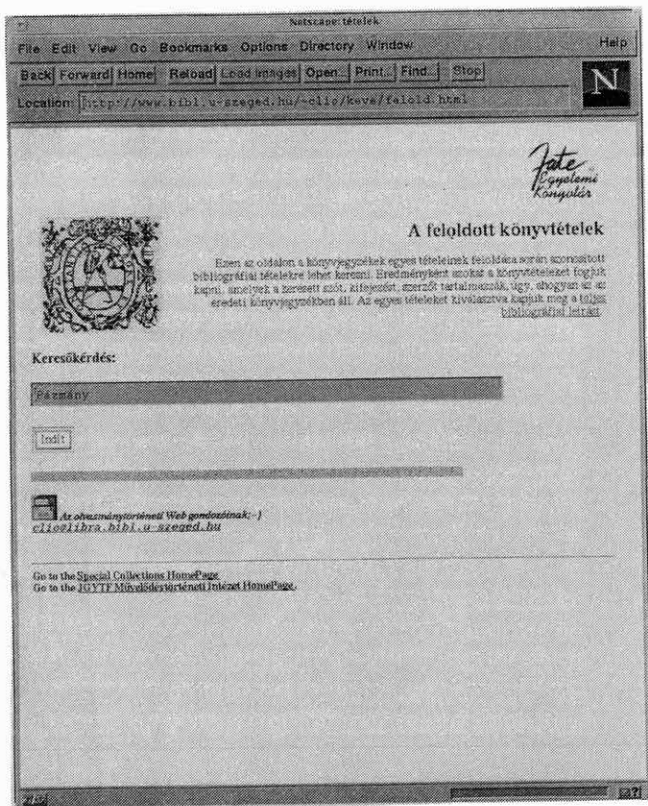 Netscape: tételek
File Edit View Go Bookmarks Options Directory Window Help
Back Forward Home Reload Load Images Open... Print... Find... Stop
N
Location: http://www.bibl.u-szeged.hu/~clio/keve/felold.html
Jate
Egyetemi
Könyvtár
A feloldott könyvtételek
Ezen az oldalon a könyvjegyzékek egyes tételeinek feloldása során azonosított
bibliográfiai tételekre lehet keresni. Eredményként azokat a könyvtételeket fogjuk
kapni, amelyek a keresett szót, kifejezést, szerzőt tartalmazzák, úgy, ahogyan az az
eredeti könyvjegyzékben áll. Az egyes tételeket kiválasztva kapjuk meg a teljes
bibliográfiai leírást.
Keresőkérdés:
Pázmány
Indít
Az olvasmánytörténeti Web gondozóinak;-)
clio@libra.bibl.u-szeged.hu
Go to the Special Collections HomePage.
Go to the JGYTF Művelődéstörténeti Intézet HomePage.